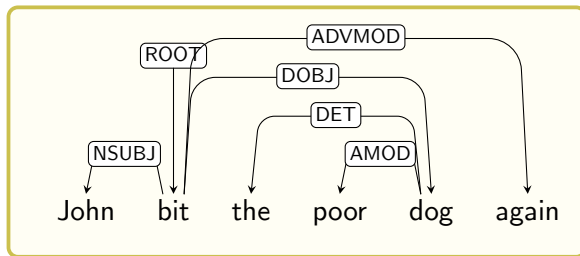 ADVMOD
ROOT
DOBJ
DET
NSUBJ AMOD
John bit the poor dog again